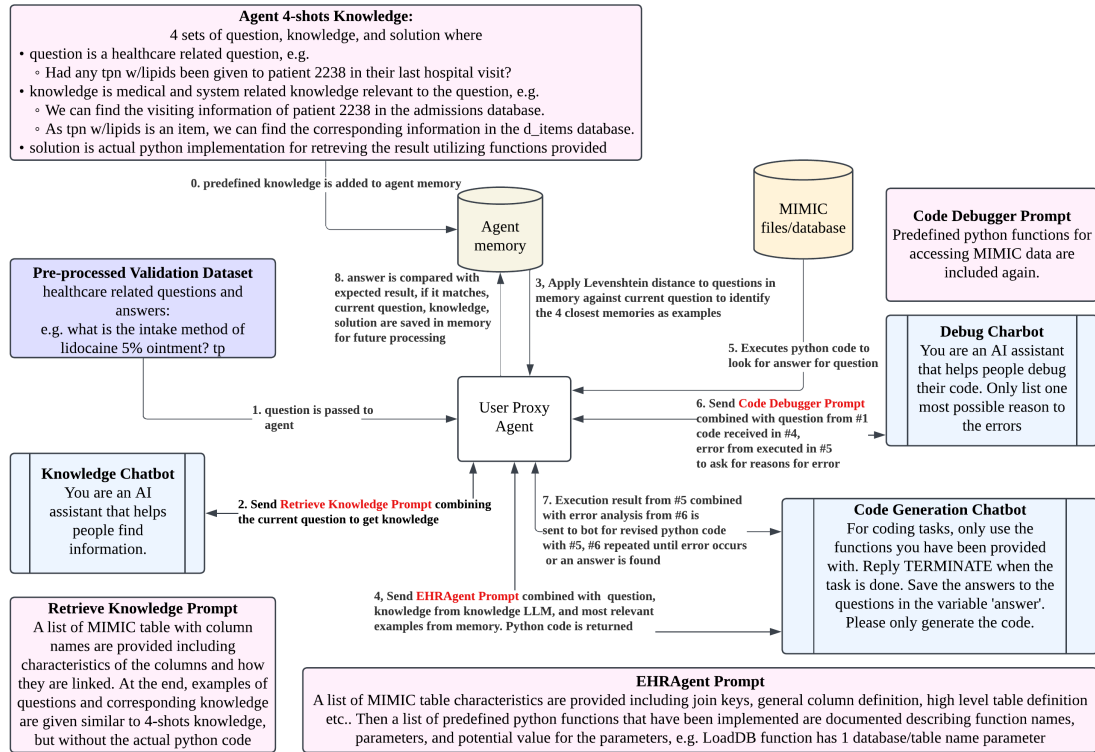 Agent 4-shots Knowledge:
4 sets of question, knowledge, and solution where
• question is a healthcare related question, e.g.
◦ Had any tpn w/lipids been given to patient 2238 in their last hospital visit?
• knowledge is medical and system related knowledge relevant to the question, e.g.
◦ We can find the visiting information of patient 2238 in the admissions database.
◦ As tpn w/lipids is an item, we can find the corresponding information in the d_items database.
• solution is actual python implementation for retreving the result utilizing functions provided
0. predefined knowledge is added to agent memory
Agent
memory
MIMIC
files/database
Code Debugger Prompt
Predefined python functions for
accessing MIMIC data are
included again.
Pre-processed Validation Dataset
healthcare related questions and
answers:
e.g. what is the intake method of
lidocaine 5% ointment? tp
8. answer is compared with
expected result, if it matches,
current question, knowledge,
solution are saved in memory
for future processing
3, Apply Levenshtein distance to questions in
memory against current question to identify
the 4 closest memories as examples
5. Executes python code to
look for answer for question
Debug Charbot
You are an AI assistant
that helps people debug
their code. Only list one
most possible reason to
the errors
1. question is passed to
agent
User Proxy
Agent
6. Send Code Debugger Prompt
combined with question from #1
code received in #4,
error from executed in #5
to ask for reasons for error
Knowledge Chatbot
You are an AI
assistant that helps
people find
information.
2. Send Retrieve Knowledge Prompt combining
the current question to get knowledge
7. Execution result from #5 combined
with error analysis from #6 is
sent to bot for revised python code
with #5, #6 repeated until error occurs
or an answer is found
Code Generation Chatbot
For coding tasks, only use the
functions you have been provided
with. Reply TERMINATE when the
task is done. Save the answers to the
questions in the variable 'answer'.
Please only generate the code.
4, Send EHRAgent Prompt combined with question,
knowledge from knowledge LLM, and most relevant
examples from memory. Python code is returned
Retrieve Knowledge Prompt
A list of MIMIC table with column
names are provided including
characteristics of the columns and how
they are linked. At the end, examples of
questions and corresponding knowledge
are given similar to 4-shots knowledge,
but without the actual python code
EHRAgent Prompt
A list of MIMIC table characteristics are provided including join keys, general column definition, high level table definition
etc.. Then a list of predefined python functions that have been implemented are documented describing function names,
parameters, and potential value for the parameters, e.g. LoadDB function has 1 database/table name parameter